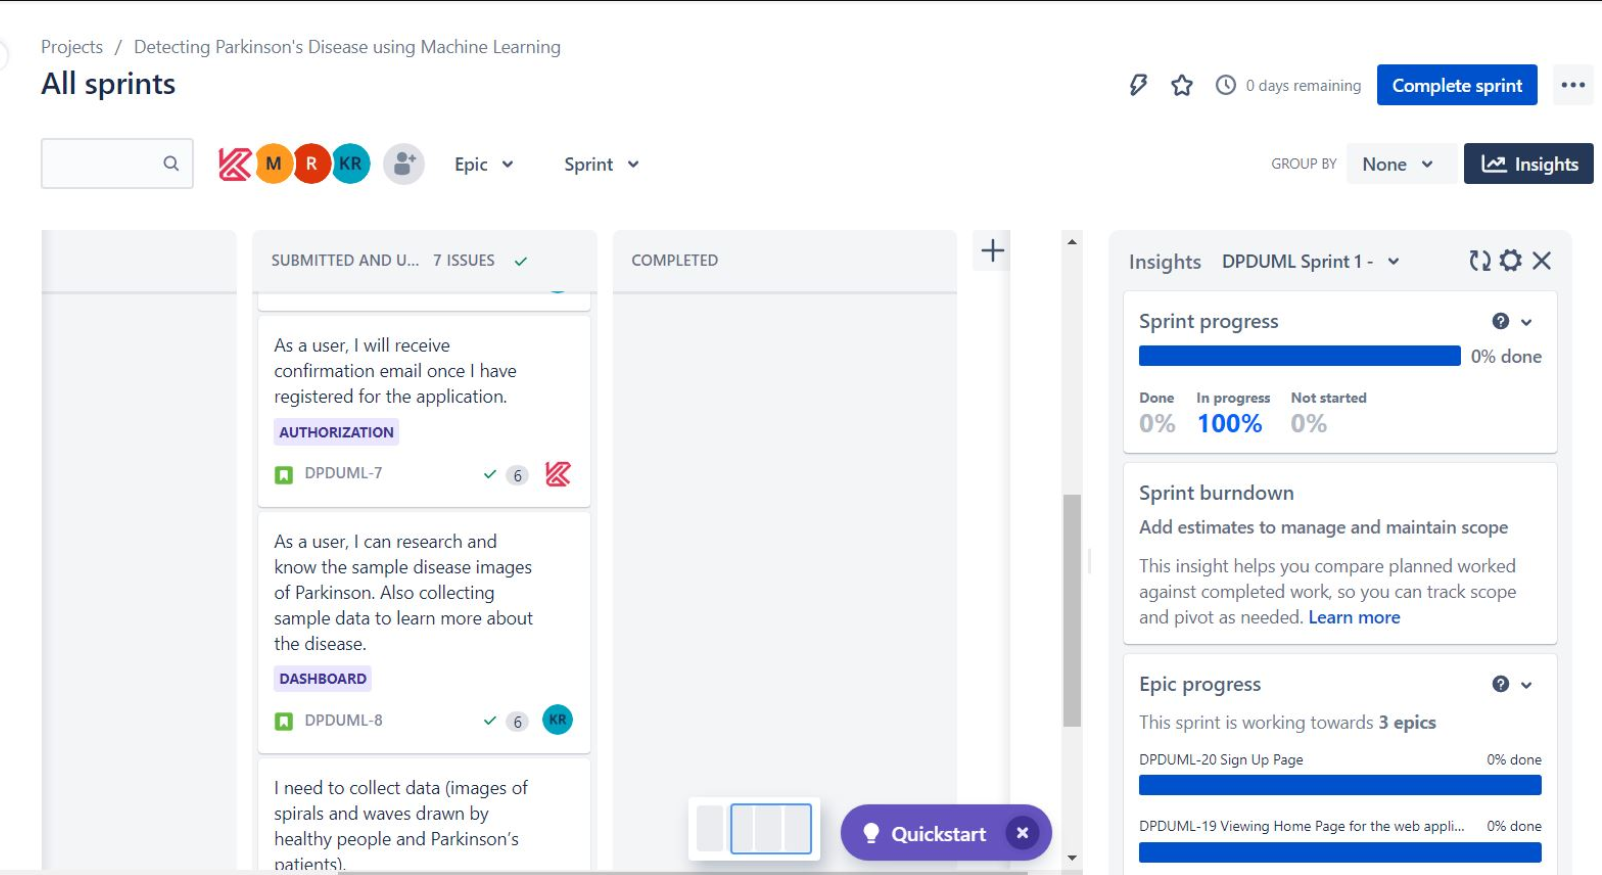 Projects / Detecting Parkinson's Disease using Machine Learning
All sprints
0 days remaining
Complete sprint
M
R
KR
Epic
Sprint
GROUP BY
None
Insights
SUBMITTED AND U... 7 ISSUES
COMPLETED
As a user, I will receive
confirmation email once I have
registered for the application.
AUTHORIZATION
DPDUML-7
6
As a user, I can research and
know the sample disease images
of Parkinson. Also collecting
sample data to learn more about
the disease.
DASHBOARD
DPDUML-8
6
KR
I need to collect data (images of
spirals and waves drawn by
healthy people and Parkinson's
patients).
Quickstart
Insights DPDUML Sprint 1 -
Sprint progress
0% done
Done In progress Not started
0% 100% 0%
Sprint burndown
Add estimates to manage and maintain scope
This insight helps you compare planned worked
against completed work, so you can track scope
and pivot as needed. Learn more
Epic progress
This sprint is working towards 3 epics
DPDUML-20 Sign Up Page 0% done
DPDUML-19 Viewing Home Page for the web appli... 0% done